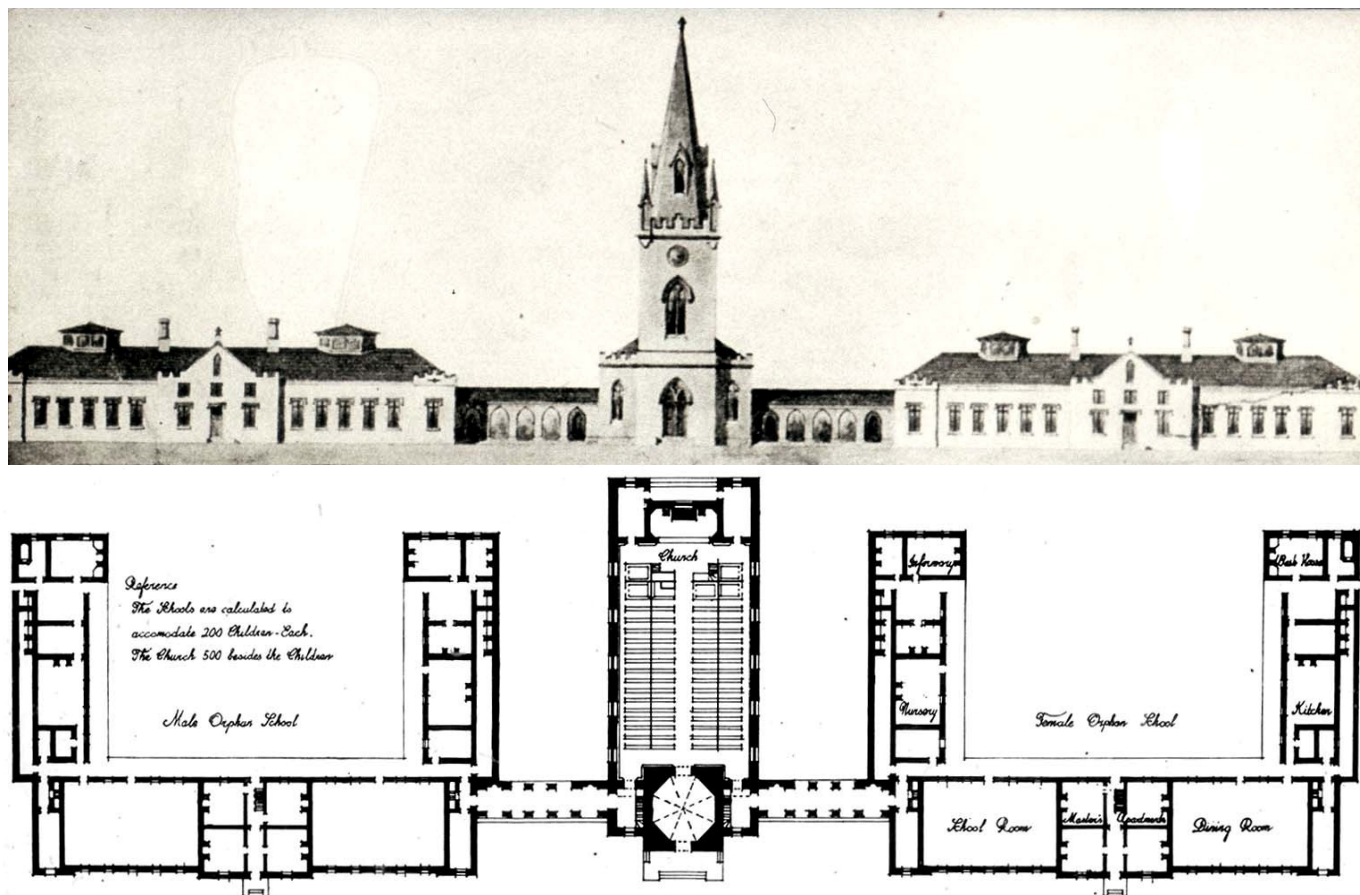 Church
Reference
The Schools are calculated to
accomodate 200 Children - Each.
The Church 500 besides the Children
Male Orphan School
Infirmary
Nursery
Wash House
Kitchen
Female Orphan School
School Room
Master's Apartments
Dining Room